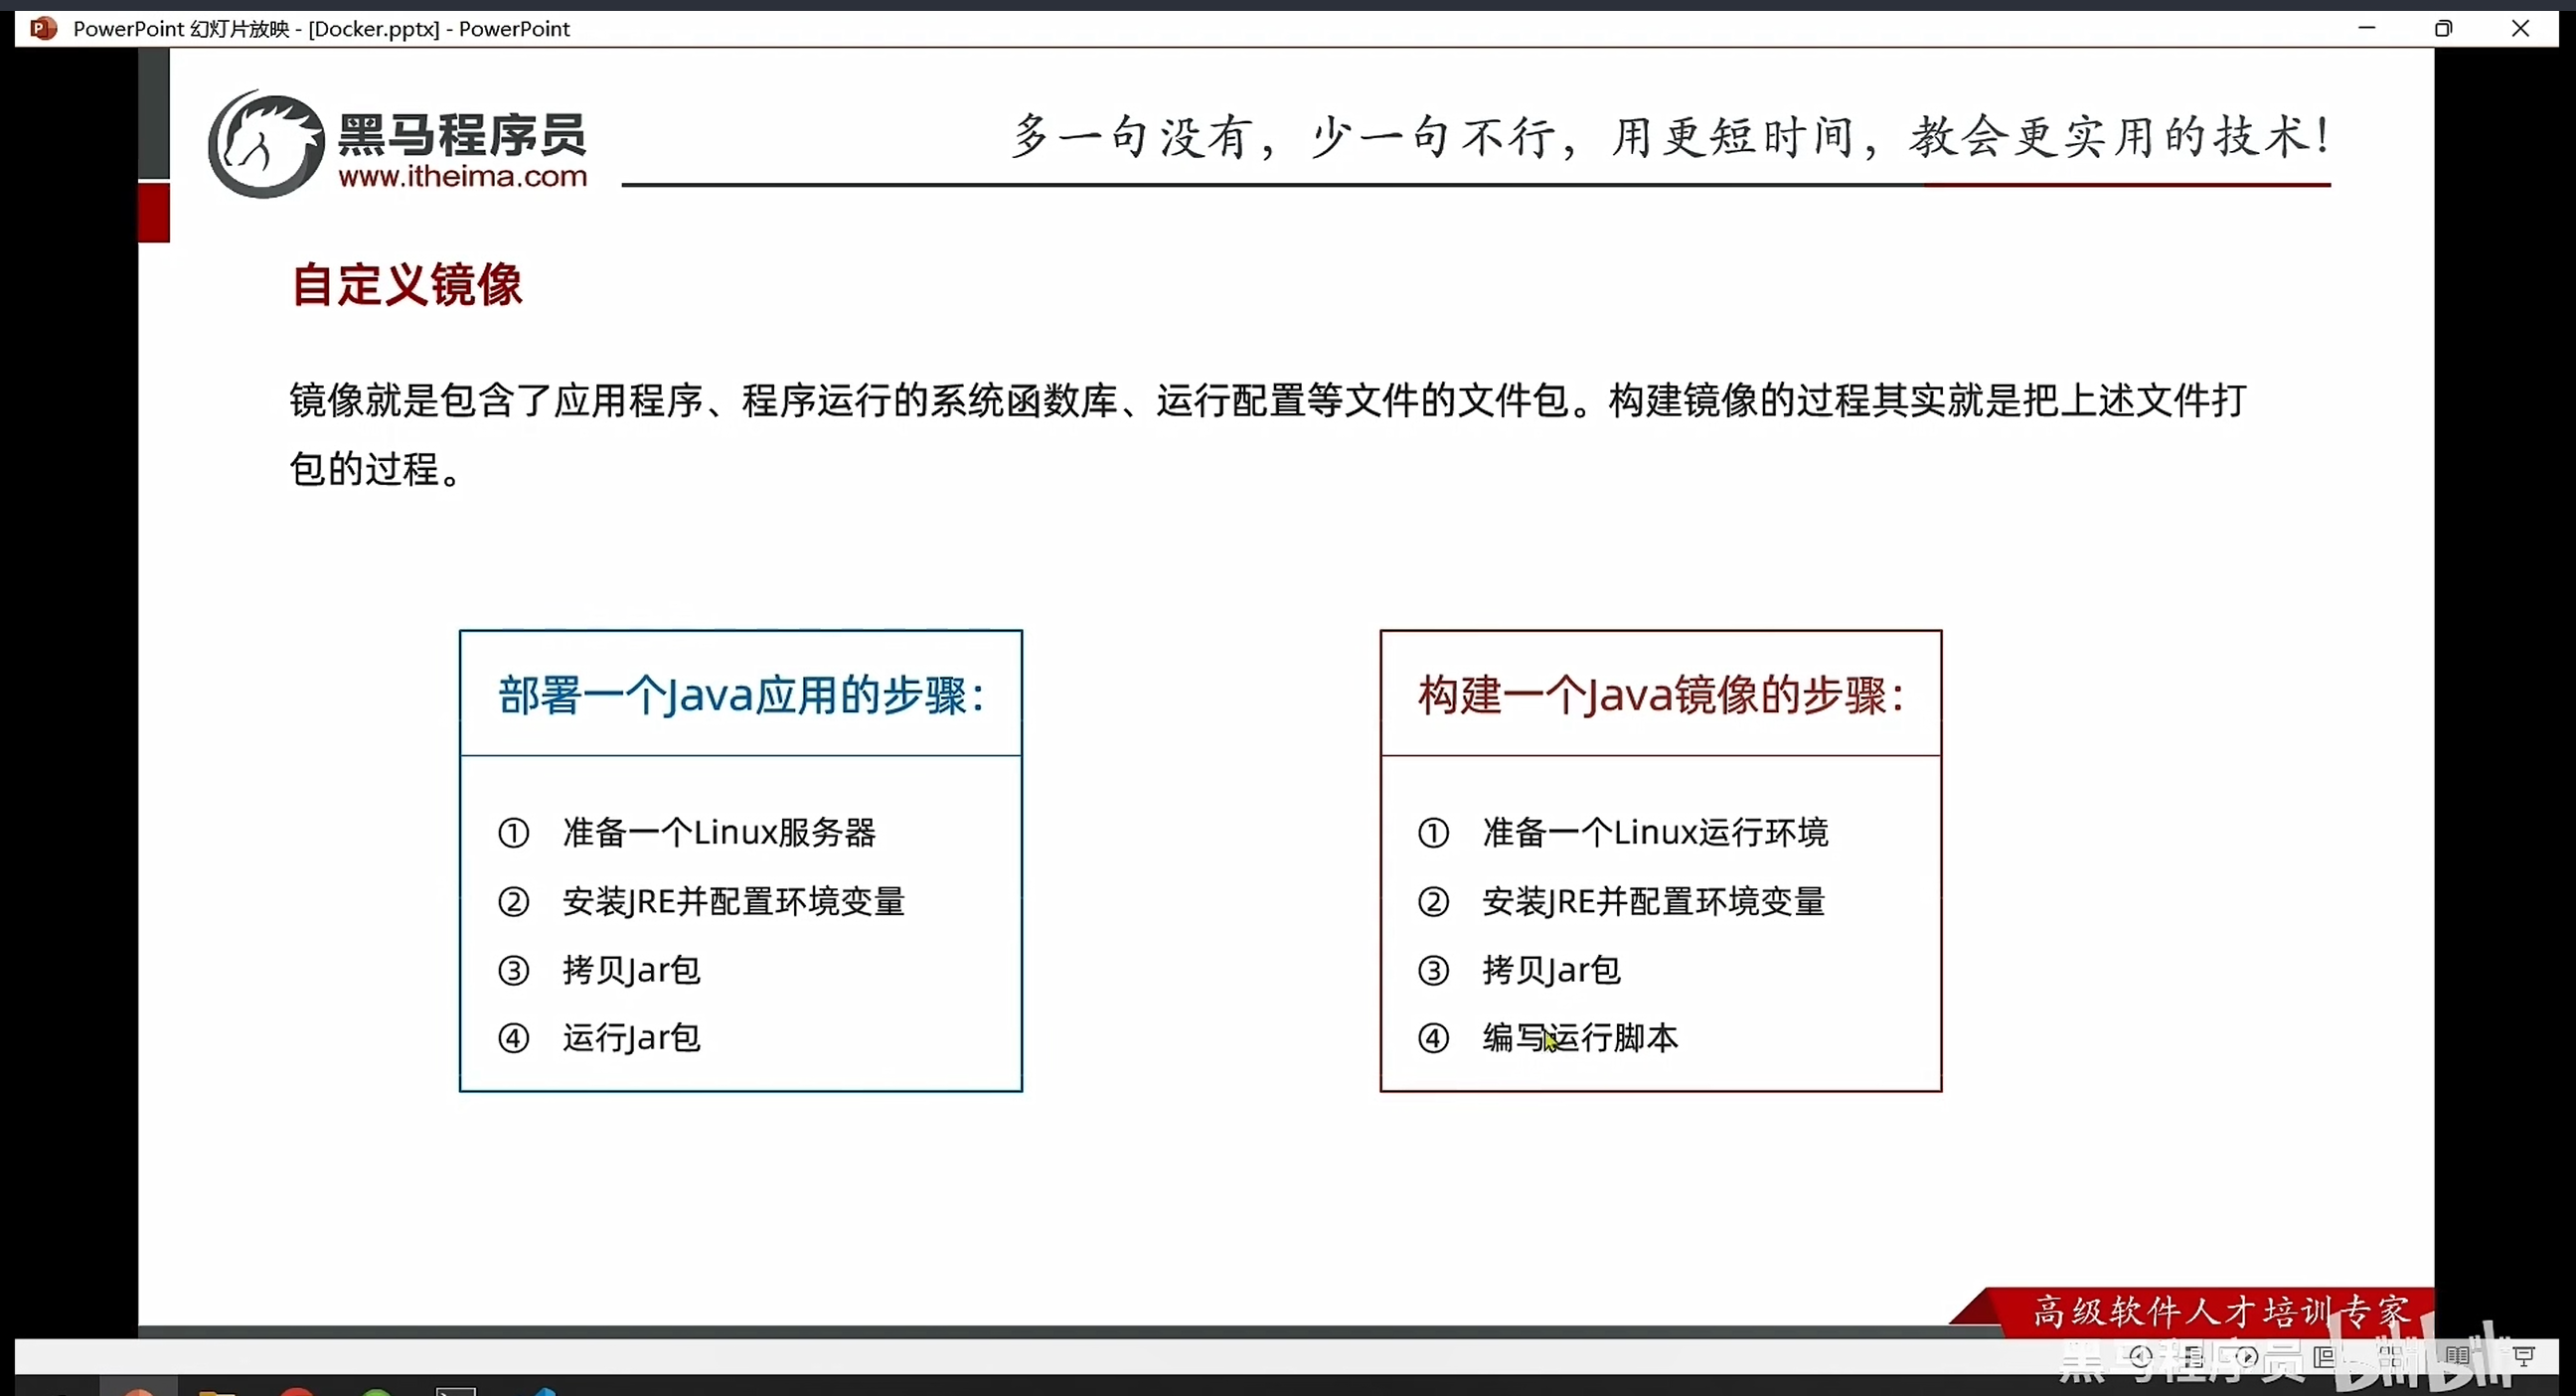 PowerPoint 幻灯片放映 - [Docker.pptx] - PowerPoint
黑马程序员
www.itheima.com
多一句没有，少一句不行，用更短时间，教会更实用的技术！
自定义镜像
镜像就是包含了应用程序、程序运行的系统函数库、运行配置等文件的文件包。构建镜像的过程其实就是把上述文件打
包的过程。
部署一个Java应用的步骤：
① 准备一个Linux服务器
② 安装JRE并配置环境变量
③ 拷贝Jar包
④ 运行Jar包
构建一个Java镜像的步骤：
① 准备一个Linux运行环境
② 安装JRE并配置环境变量
③ 拷贝Jar包
④ 编写运行脚本
高级软件人才培训专家
黑马程序员 bilibili